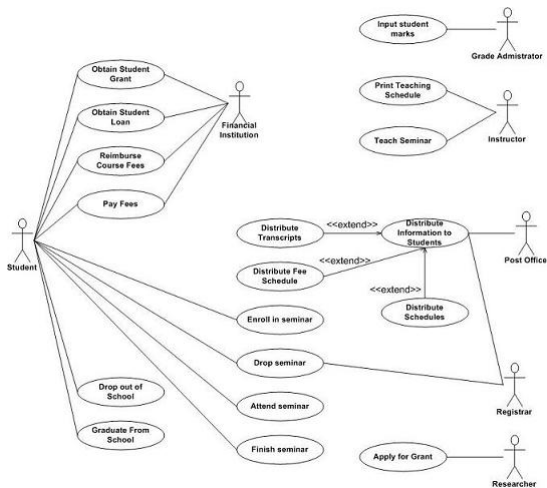 Input student
marks
Grade Admistrator
Obtain Student
Grant
Print Teaching
Schedule
Obtain Student
Loan
Financial
Institution
Instructor
Reimburse
Course Fees
Teach Seminar
Pay Fees
Distribute
Transcripts
<<extend>>
Distribute
Information to
Students
Post Office
Student
Distribute Fee
Schedule
<<extend>>
<<extend>>
Distribute
Schedules
Enroll in seminar
Drop seminar
Drop out of
School
Attend seminar
Registrar
Graduate From
School
Finish seminar
Apply for Grant
Researcher